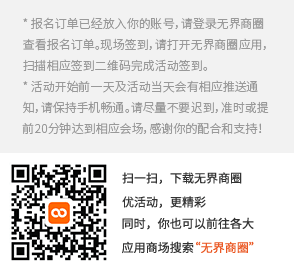 * 报名订单已经放入你的账号，请登录无界商圈
查看报名订单。现场签到，请打开无界商圈应用，
扫描相应签到二维码完成活动签到。
* 活动开始前一天及活动当天会有相应推送通
知，请保持手机畅通。请尽量不要迟到，准时或提
前20分钟达到相应会场，感谢你的配合和支持！
扫一扫，下载无界商圈
优活动，更精彩
同时，你也可以前往各大
应用商场搜索“无界商圈”